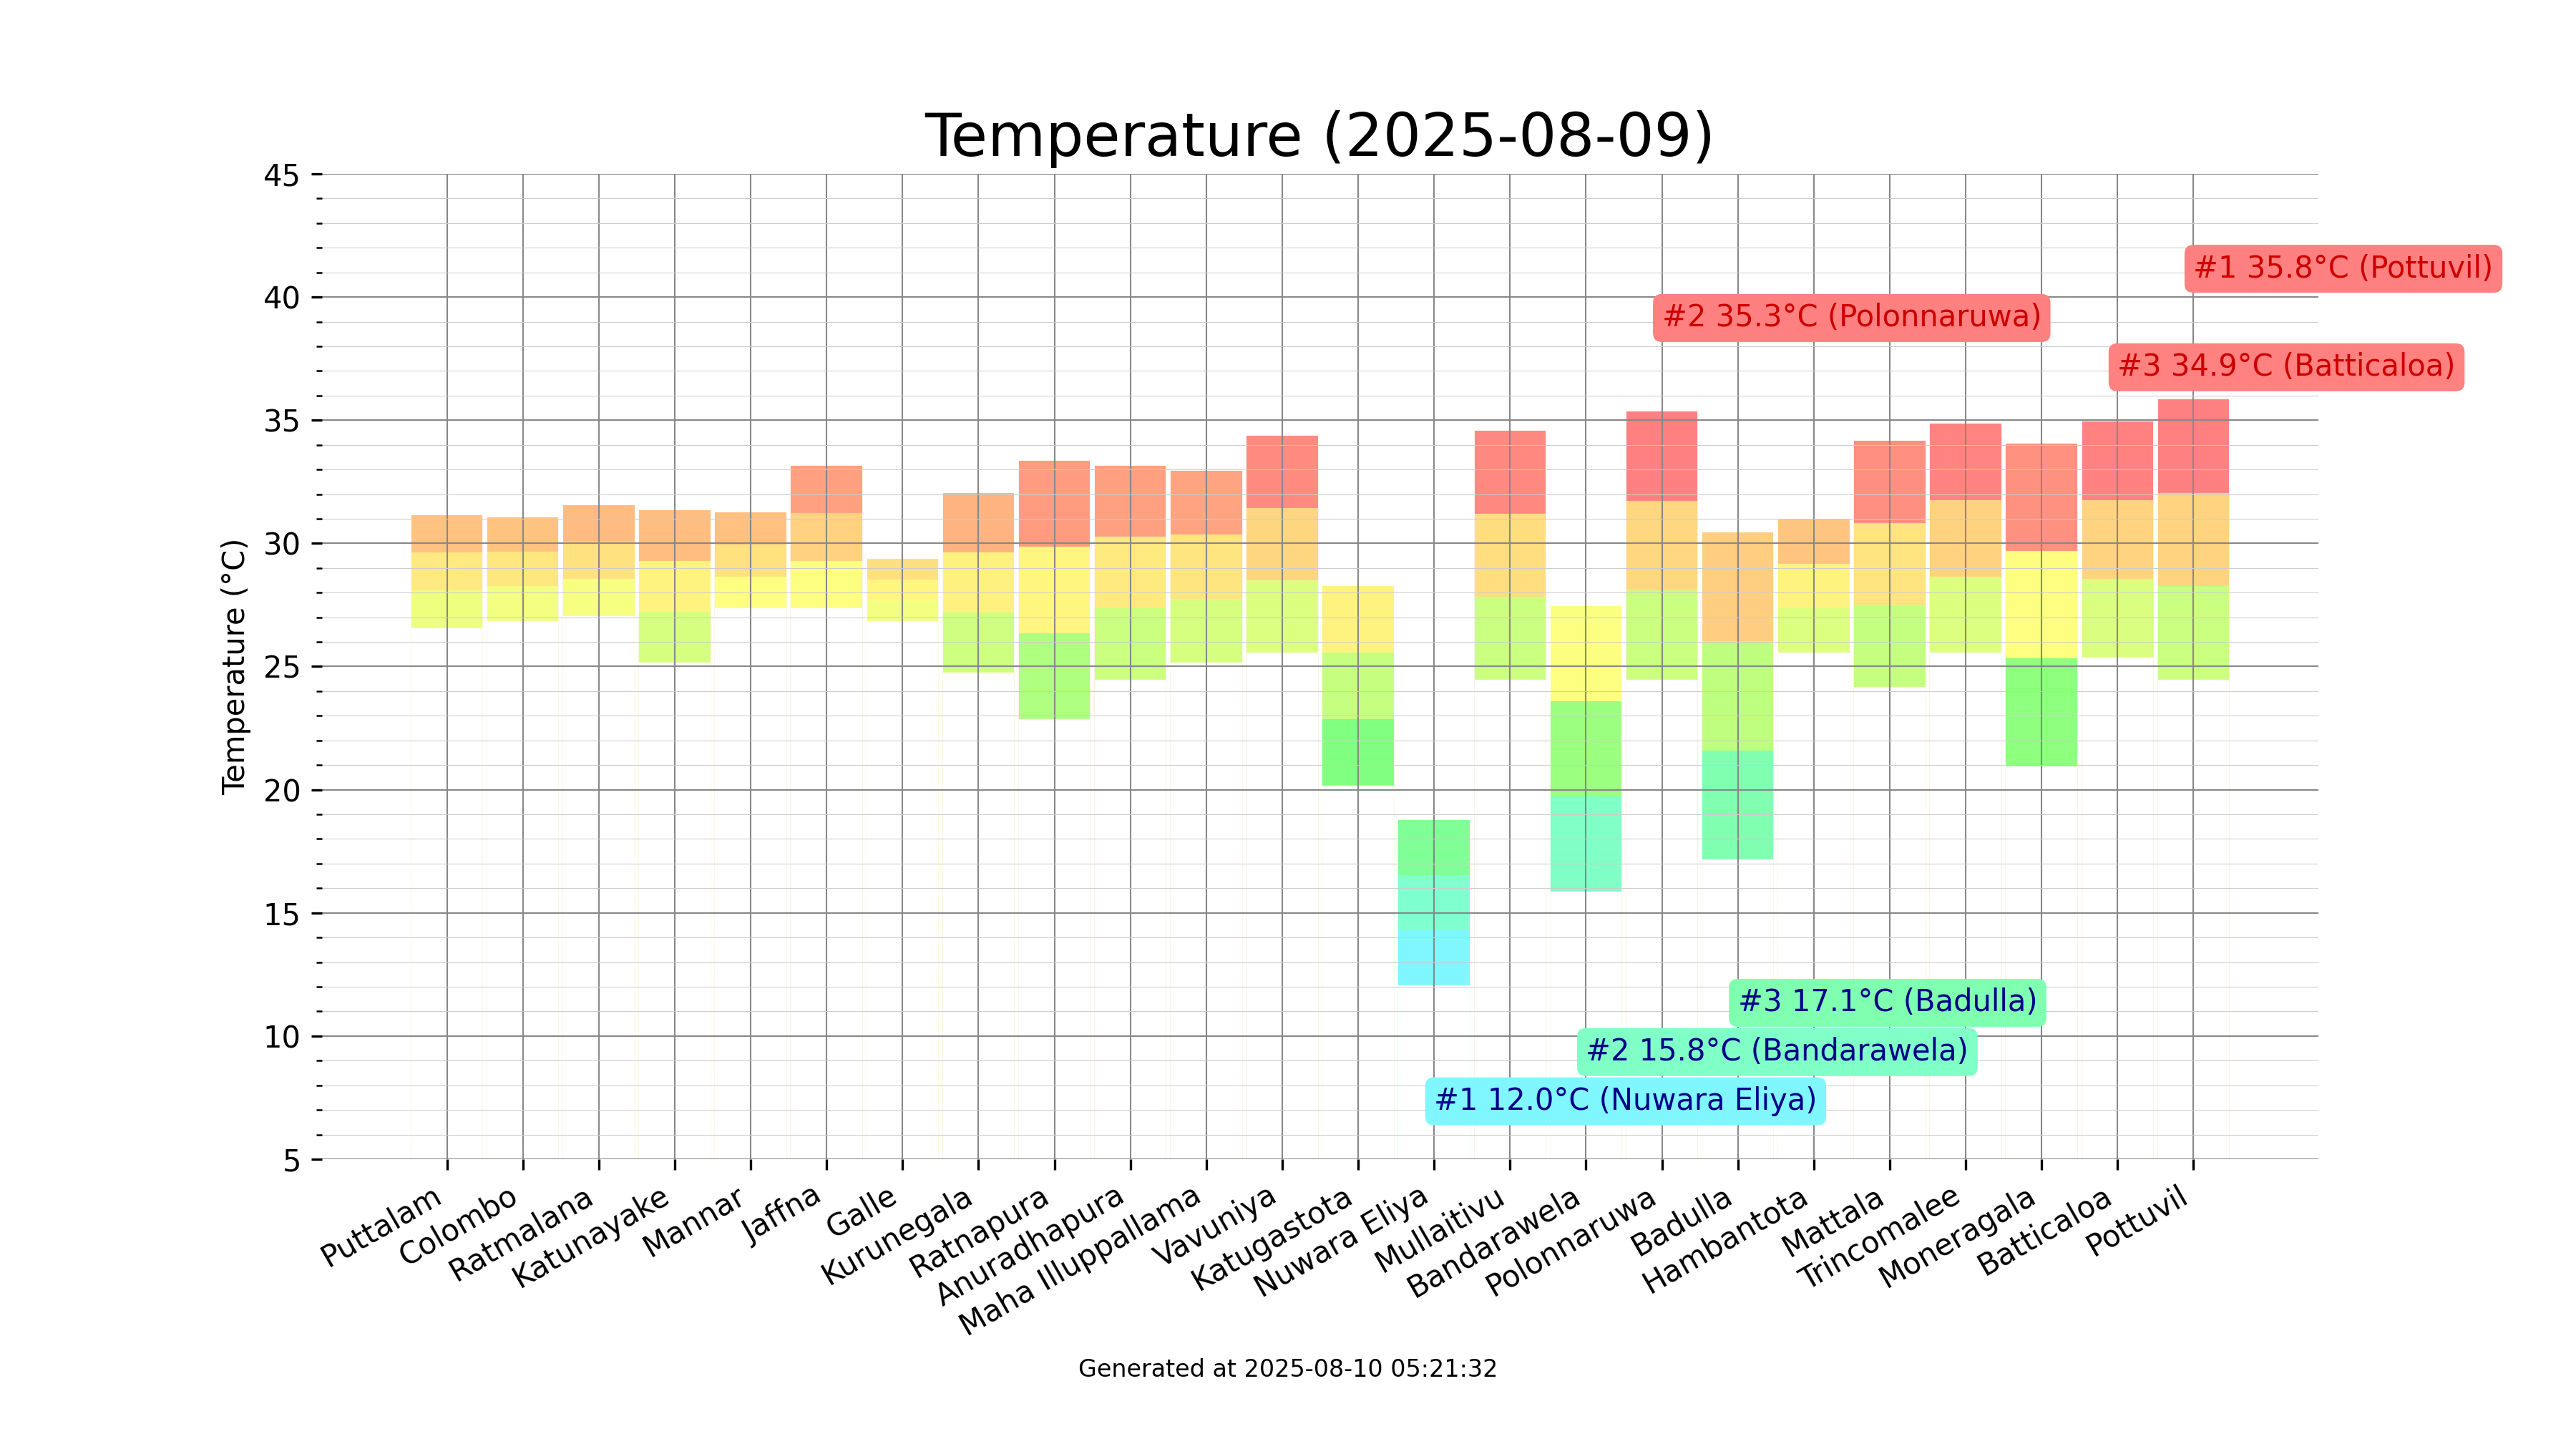 Temperature (2025-08-09)
45
40
35
30
25
20
15
10
5
Temperature (°C)
#1 35.8°C (Pottuvil)
#2 35.3°C (Polonnaruwa)
#3 34.9°C (Batticaloa)
#3 17.1°C (Badulla)
#2 15.8°C (Bandarawela)
#1 12.0°C (Nuwara Eliya)
Puttalam
Colombo
Ratmalana
Katunayake
Mannar
Jaffna
Galle
Kurunegala
Ratnapura
Anuradhapura
Maha Illuppallama
Vavuniya
Katugastota
Nuwara Eliya
Mullaitivu
Bandarawela
Polonnaruwa
Badulla
Hambantota
Mattala
Trincomalee
Moneragala
Batticaloa
Pottuvil
Generated at 2025-08-10 05:21:32